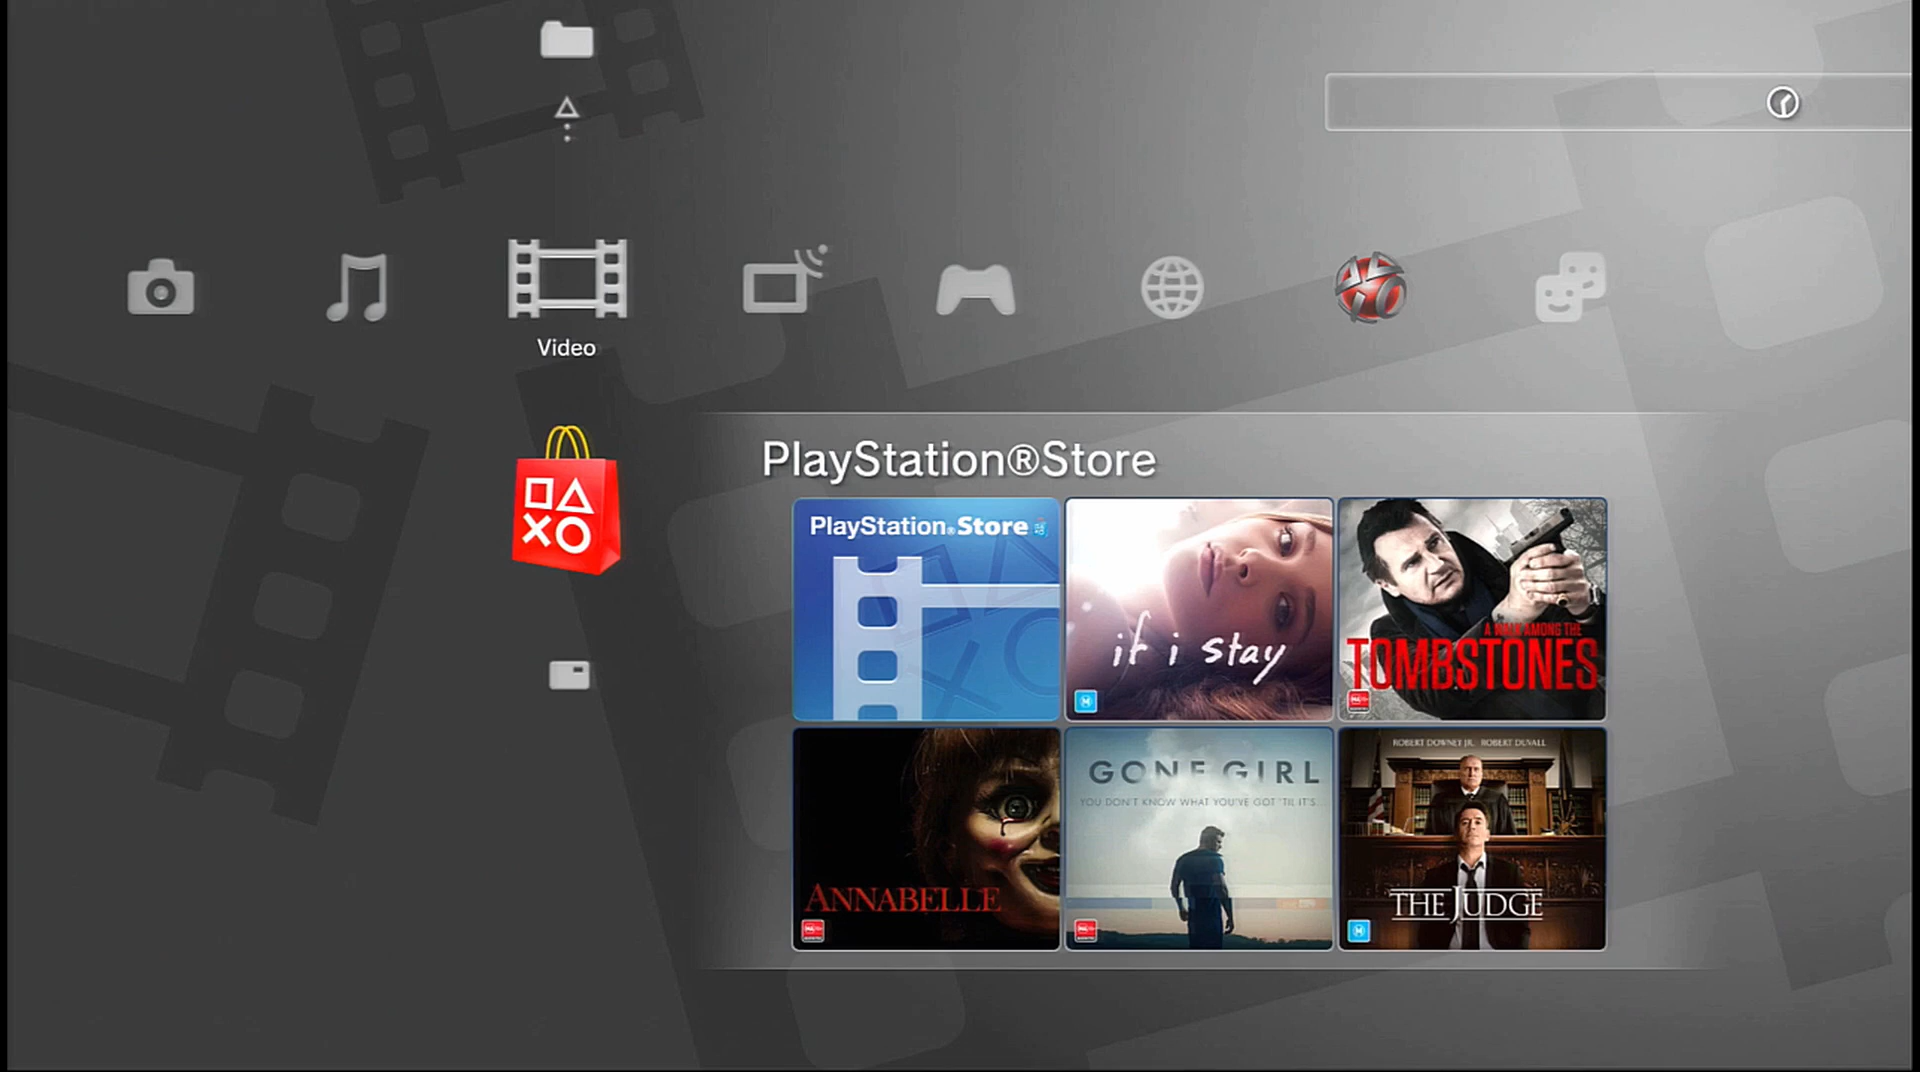 Video
PlayStation®Store
PlayStation®Store
if i stay
M
A WALK AMONG THE
TOMBSTONES
ANNABELLE
GONE GIRL
YOU DON'T KNOW WHAT YOU'VE GOT 'TIL IT'S...
ROBERT DOWNEY JR. ROBERT DUVALL
THE JUDGE
M